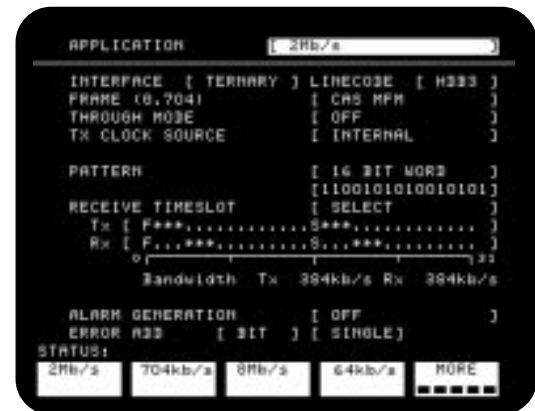 APPLICATION [ 2Mb/s ]
INTERFACE [ TERNARY ] LINECODE [ HDB3 ]
FRAME (G.704) [ CAS MFM ]
THROUGH MODE [ OFF ]
TX CLOCK SOURCE [ INTERNAL ]
PATTERN [ 16 BIT WORD ]
[1100101010010101]
RECEIVE TIMESLOT [ SELECT ]
Tx [ F***............S***............ ]
Rx [ F...***.........S...***......... ]
0 31
Bandwidth Tx 384kb/s Rx 384kb/s
ALARM GENERATION [ OFF ]
ERROR ADD [ BIT ] [ SINGLE]
STATUS:
2Mb/s 704kb/s 8Mb/s 64kb/s MORE